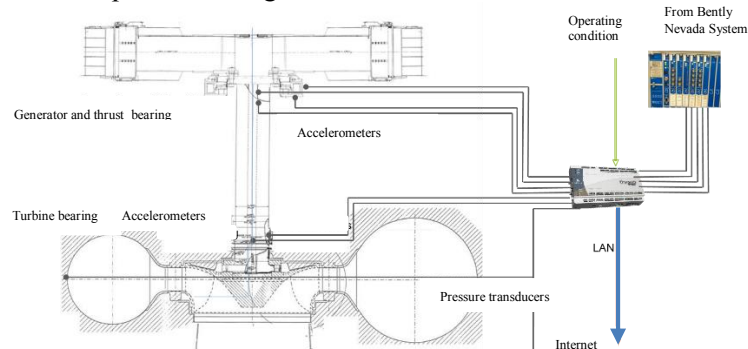 Operating
condition
From Bently
Nevada System
Generator and thrust bearing
Accelerometers
Turbine bearing Accelerometers
LAN
Pressure transducers
Internet